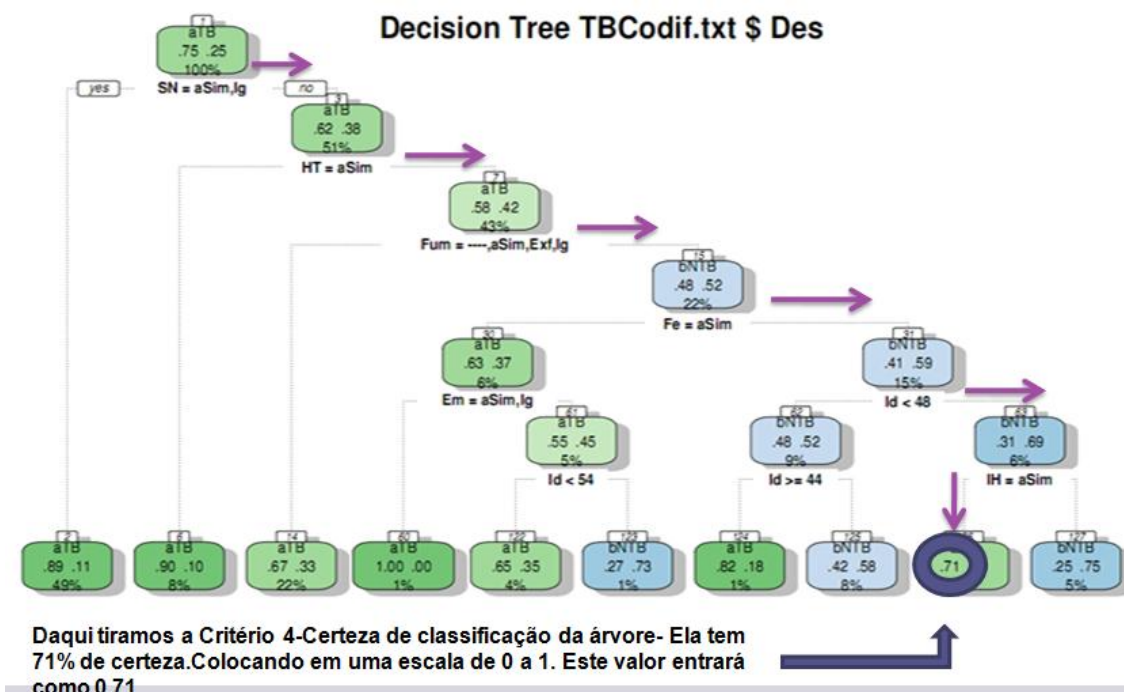 Decision Tree TBCodif.txt $ Des
1
aTB
.75 .25
100%
yes
SN = aSim,Ig
no
3
aTB
.62 .38
51%
HT = aSim
7
aTB
.58 .42
43%
Fum = ----,aSim,Exf,Ig
15
bNTB
.48 .52
22%
Fe = aSim
30
aTB
.63 .37
6%
Em = aSim,Ig
31
bNTB
.41 .59
15%
Id < 48
61
aTB
.55 .45
5%
Id < 54
62
bNTB
.48 .52
9%
Id >= 44
63
bNTB
.31 .69
6%
IH = aSim
2
aTB
.89 .11
49%
6
aTB
.90 .10
8%
14
aTB
.67 .33
22%
60
aTB
1.00 .00
1%
122
aTB
.65 .35
4%
123
bNTB
.27 .73
1%
124
aTB
.82 .18
1%
125
bNTB
.42 .58
8%
.71
127
bNTB
.25 .75
5%
Daqui tiramos a Critério 4-Certeza de classificação da árvore- Ela tem
71% de certeza.Colocando em uma escala de 0 a 1. Este valor entrará
como 0,71